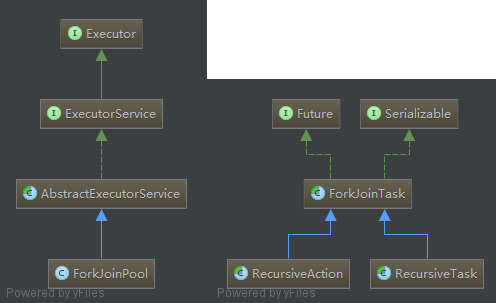 I Executor
I ExecutorService
C AbstractExecutorService
C ForkJoinPool
Powered by yFiles
I Future
I Serializable
C ForkJoinTask
C RecursiveAction
C RecursiveTask
Powered by yFiles